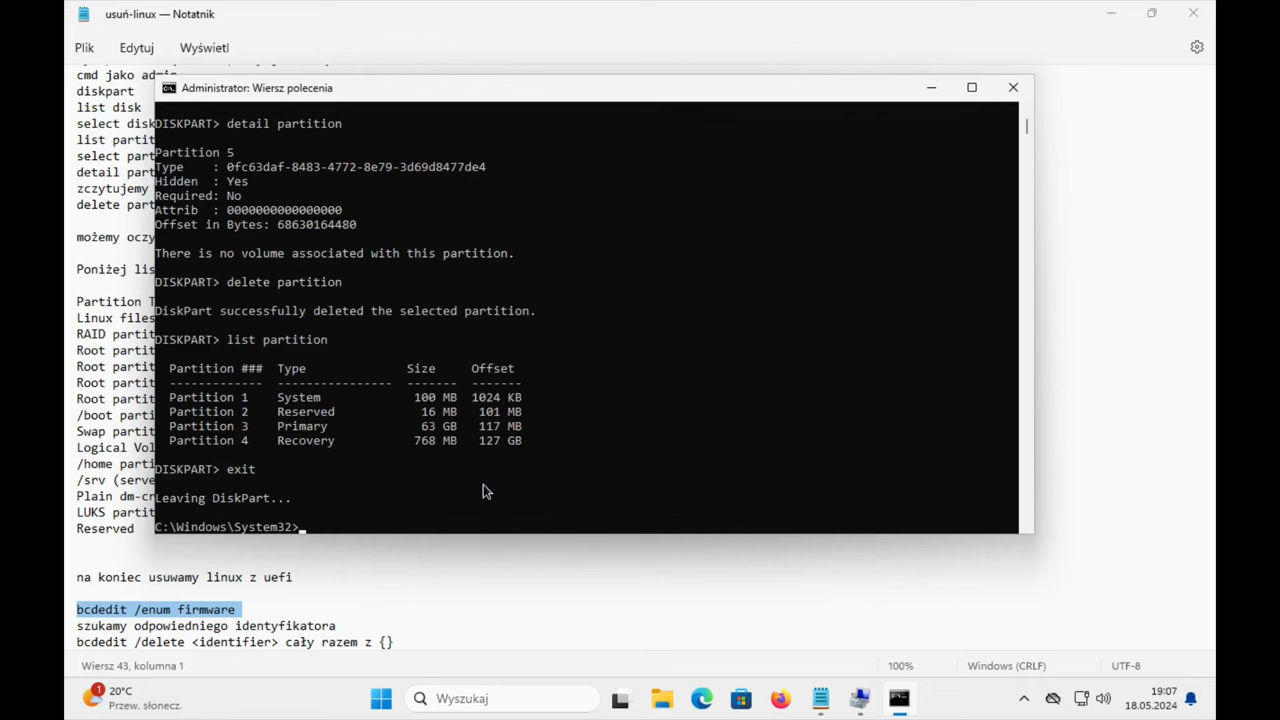 usuń-linux — Notatnik
Plik Edytuj Wyświetl
cmd jako admin
diskpart
list disk
select disk
list partit
select part
detail part
zczytujemy
delete part
możemy oczy
Poniżej lis
Partition T
Linux files
RAID partit
Root partit
Root partit
Root partit
Root partit
/boot parti
Swap partit
Logical Vol
/home parti
/srv (serve
Plain dm-cr
LUKS partit
Reserved
Administrator: Wiersz polecenia
DISKPART> detail partition
Partition 5
Type : 0fc63daf-8483-4772-8e79-3d69d8477de4
Hidden : Yes
Required: No
Attrib : 0000000000000000
Offset in Bytes: 68630164480
There is no volume associated with this partition.
DISKPART> delete partition
DiskPart successfully deleted the selected partition.
DISKPART> list partition
Partition ### Type Size Offset
------------- ---------------- ------- -------
Partition 1 System 100 MB 1024 KB
Partition 2 Reserved 16 MB 101 MB
Partition 3 Primary 63 GB 117 MB
Partition 4 Recovery 768 MB 127 GB
DISKPART> exit
Leaving DiskPart...
C:\Windows\System32>
na koniec usuwamy linux z uefi
bcdedit /enum firmware
szukamy odpowiedniego identyfikatora
bcdedit /delete <identifier> cały razem z {}
Wiersz 43, kolumna 1 100% Windows (CRLF) UTF-8
1
20°C
Przew. słonecz.
Wyszukaj
19:07
18.05.2024